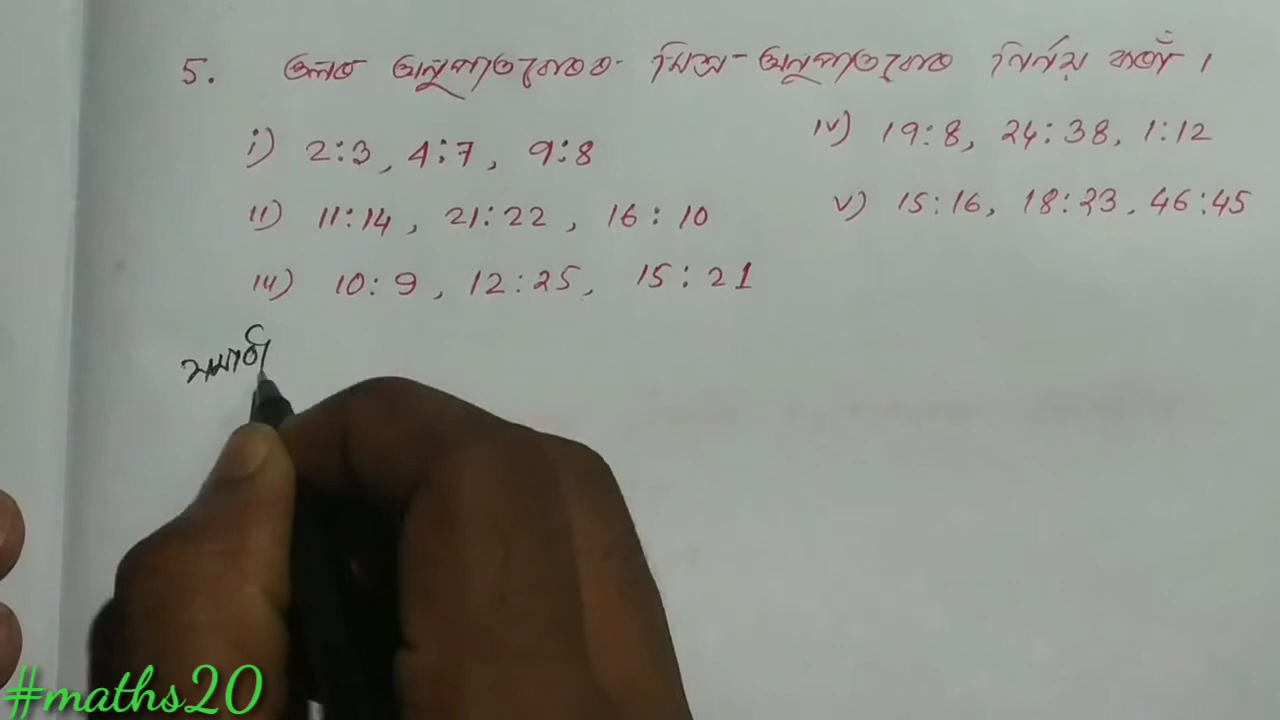 5. তলৰ অনুপাতবোৰৰ মিশ্ৰ-অনুপাতবোৰ নিৰ্ণয় কৰা।
i) 2:3, 4:7, 9:8
ii) 11:14, 21:22, 16:10
iii) 10:9, 12:25, 15:21
iv) 19:8, 24:38, 1:12
v) 15:16, 18:23, 46:45
#maths20